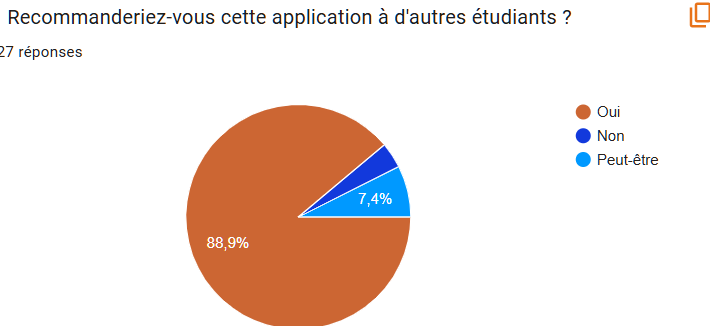 Recommanderiez-vous cette application à d'autres étudiants ?
27 réponses
Oui
Non
Peut-être
7,4%
88,9%